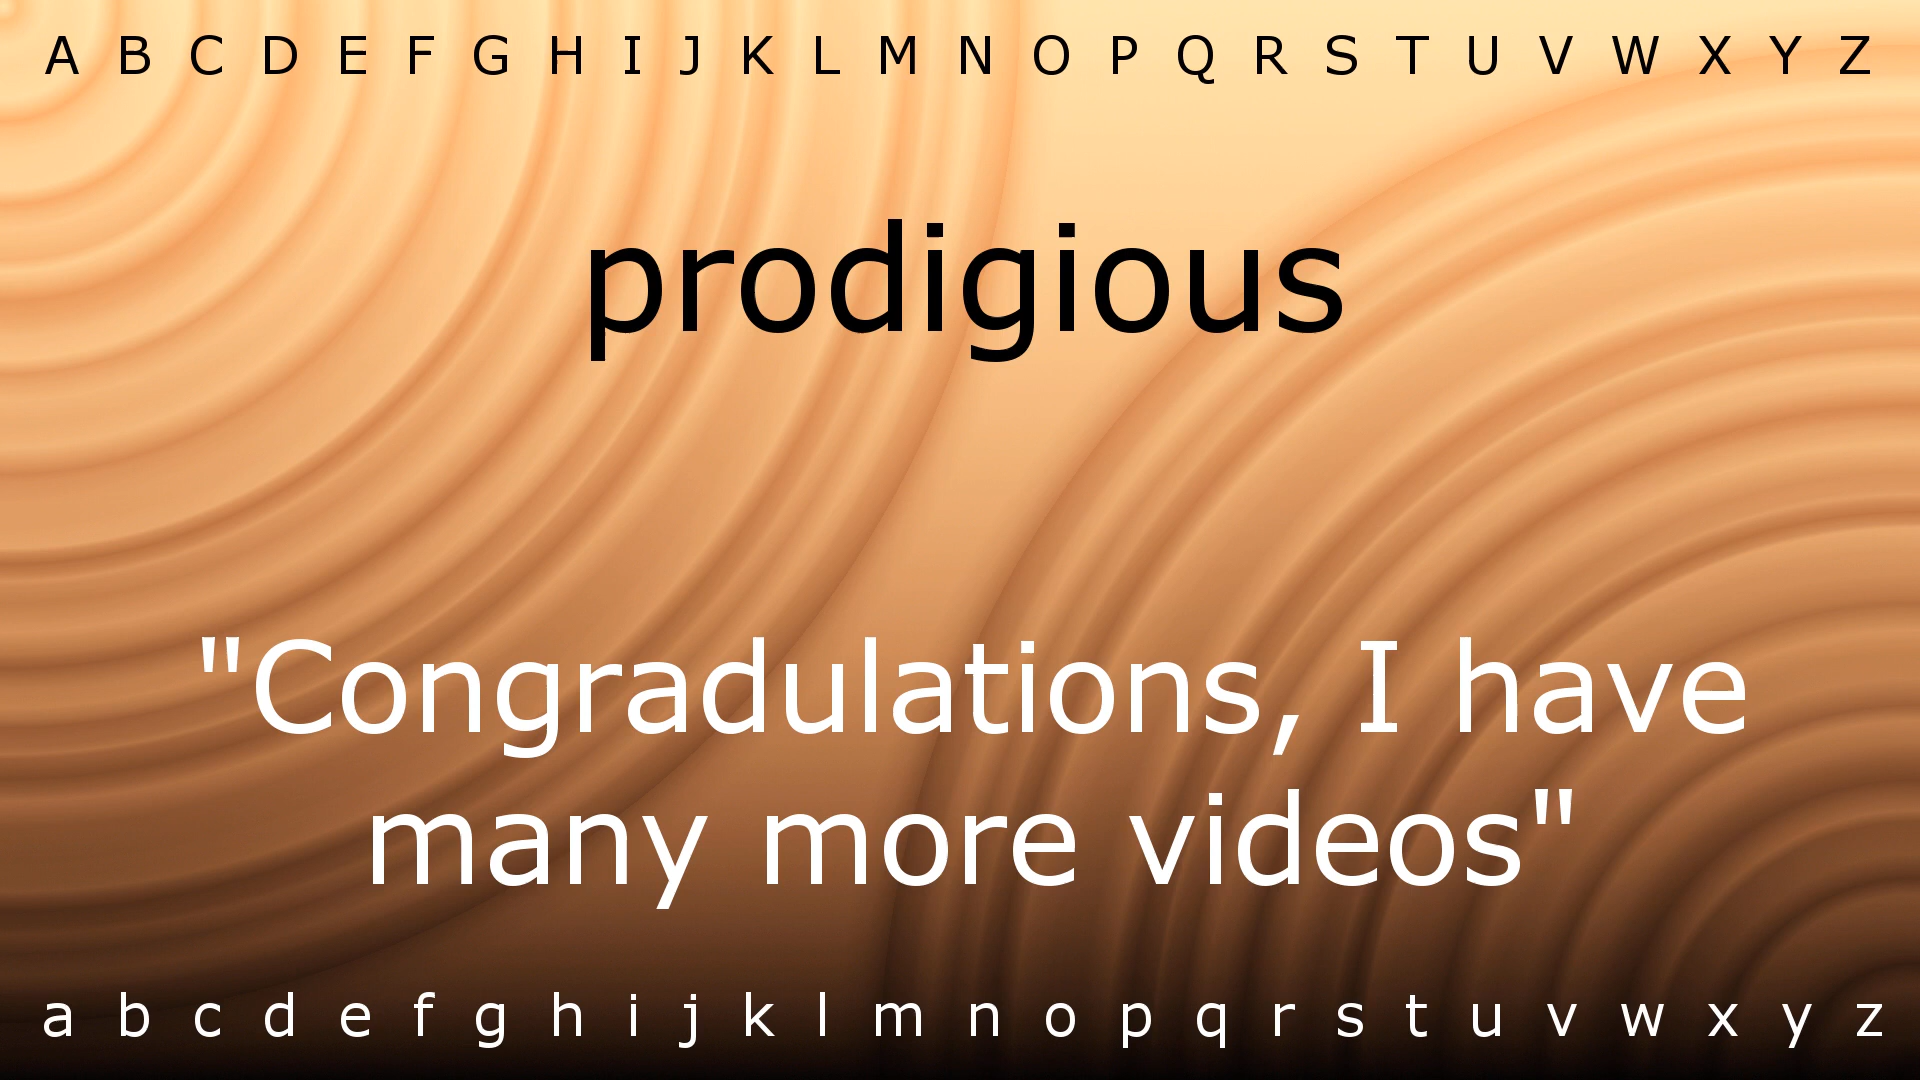 A B C D E F G H I J K L M N O P Q R S T U V W X Y Z
prodigious
"Congradulations, I have
many more videos"
a b c d e f g h i j k l m n o p q r s t u v w x y z